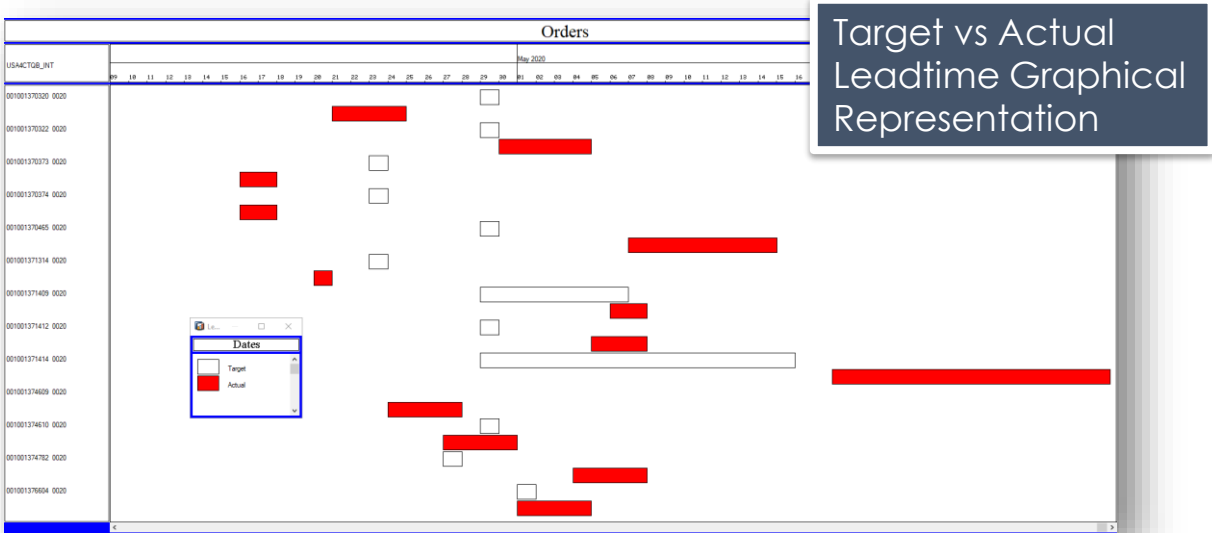 Orders
Target vs Actual
Leadtime Graphical
Representation
USA4CTGB_INT
May 2020
09 10 11 12 13 14 15 16 17 18 19 20 21 22 23 24 25 26 27 28 29 30 01 02 03 04 05 06 07 08 09 10 11 12 13 14 15 16
001001370320 0020
001001370322 0020
001001370373 0020
001001370374 0020
001001370465 0020
001001371314 0020
001001371409 0020
001001371412 0020
001001371414 0020
001001374609 0020
001001374610 0020
001001374782 0020
001001376604 0020
Le...
Dates
Target
Actual